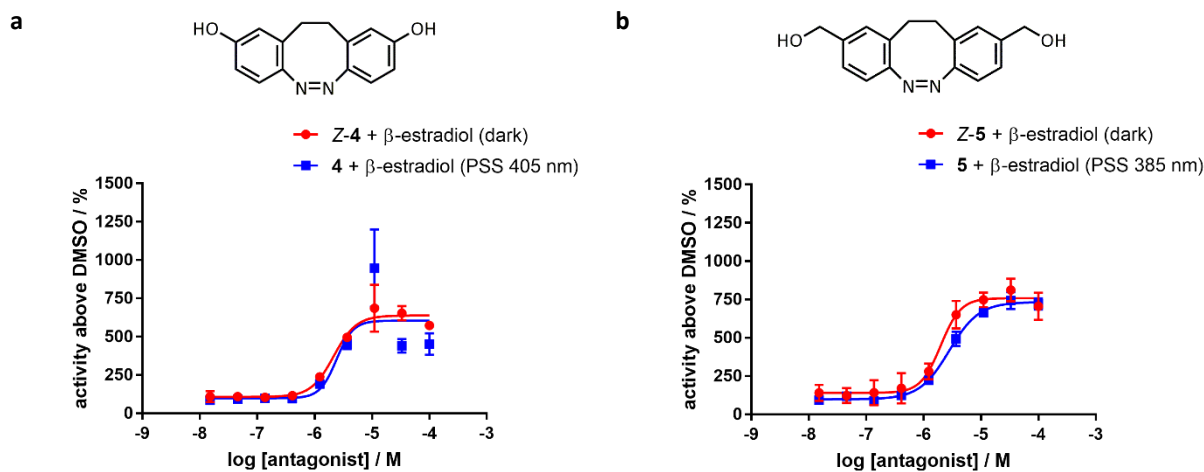 a
HO
OH
N=N
Z-4 + β-estradiol (dark)
4 + β-estradiol (PSS 405 nm)
activity above DMSO / %
1500
1250
1000
750
500
250
0
-9 -8 -7 -6 -5 -4 -3
log [antagonist] / M
b
HO
OH
N=N
Z-5 + β-estradiol (dark)
5 + β-estradiol (PSS 385 nm)
activity above DMSO / %
1500
1250
1000
750
500
250
0
-9 -8 -7 -6 -5 -4 -3
log [antagonist] / M